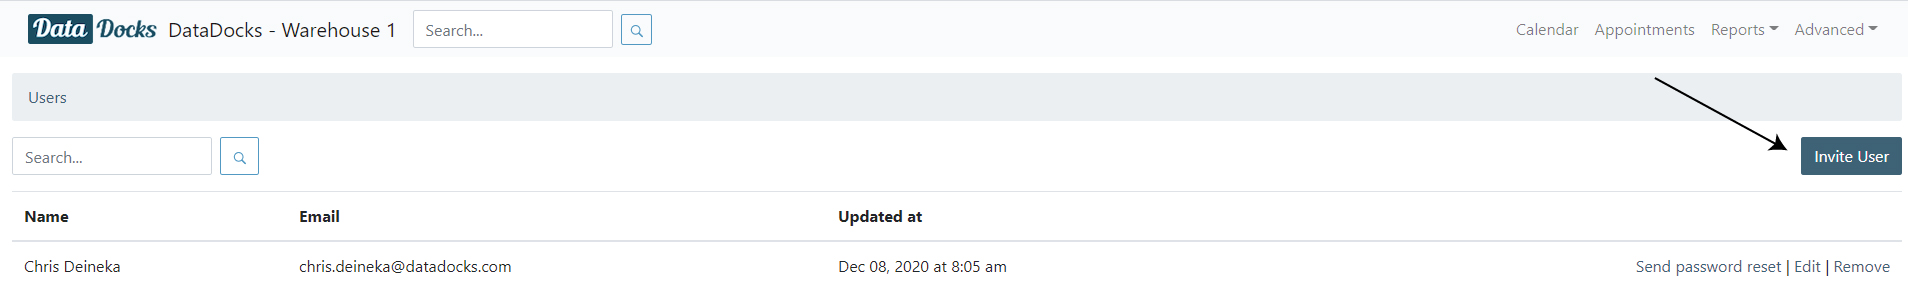 Data Docks DataDocks - Warehouse 1 Search... Calendar Appointments Reports Advanced
Users
Search... Invite User
Name Email Updated at
Chris Deineka chris.deineka@datadocks.com Dec 08, 2020 at 8:05 am Send password reset | Edit | Remove